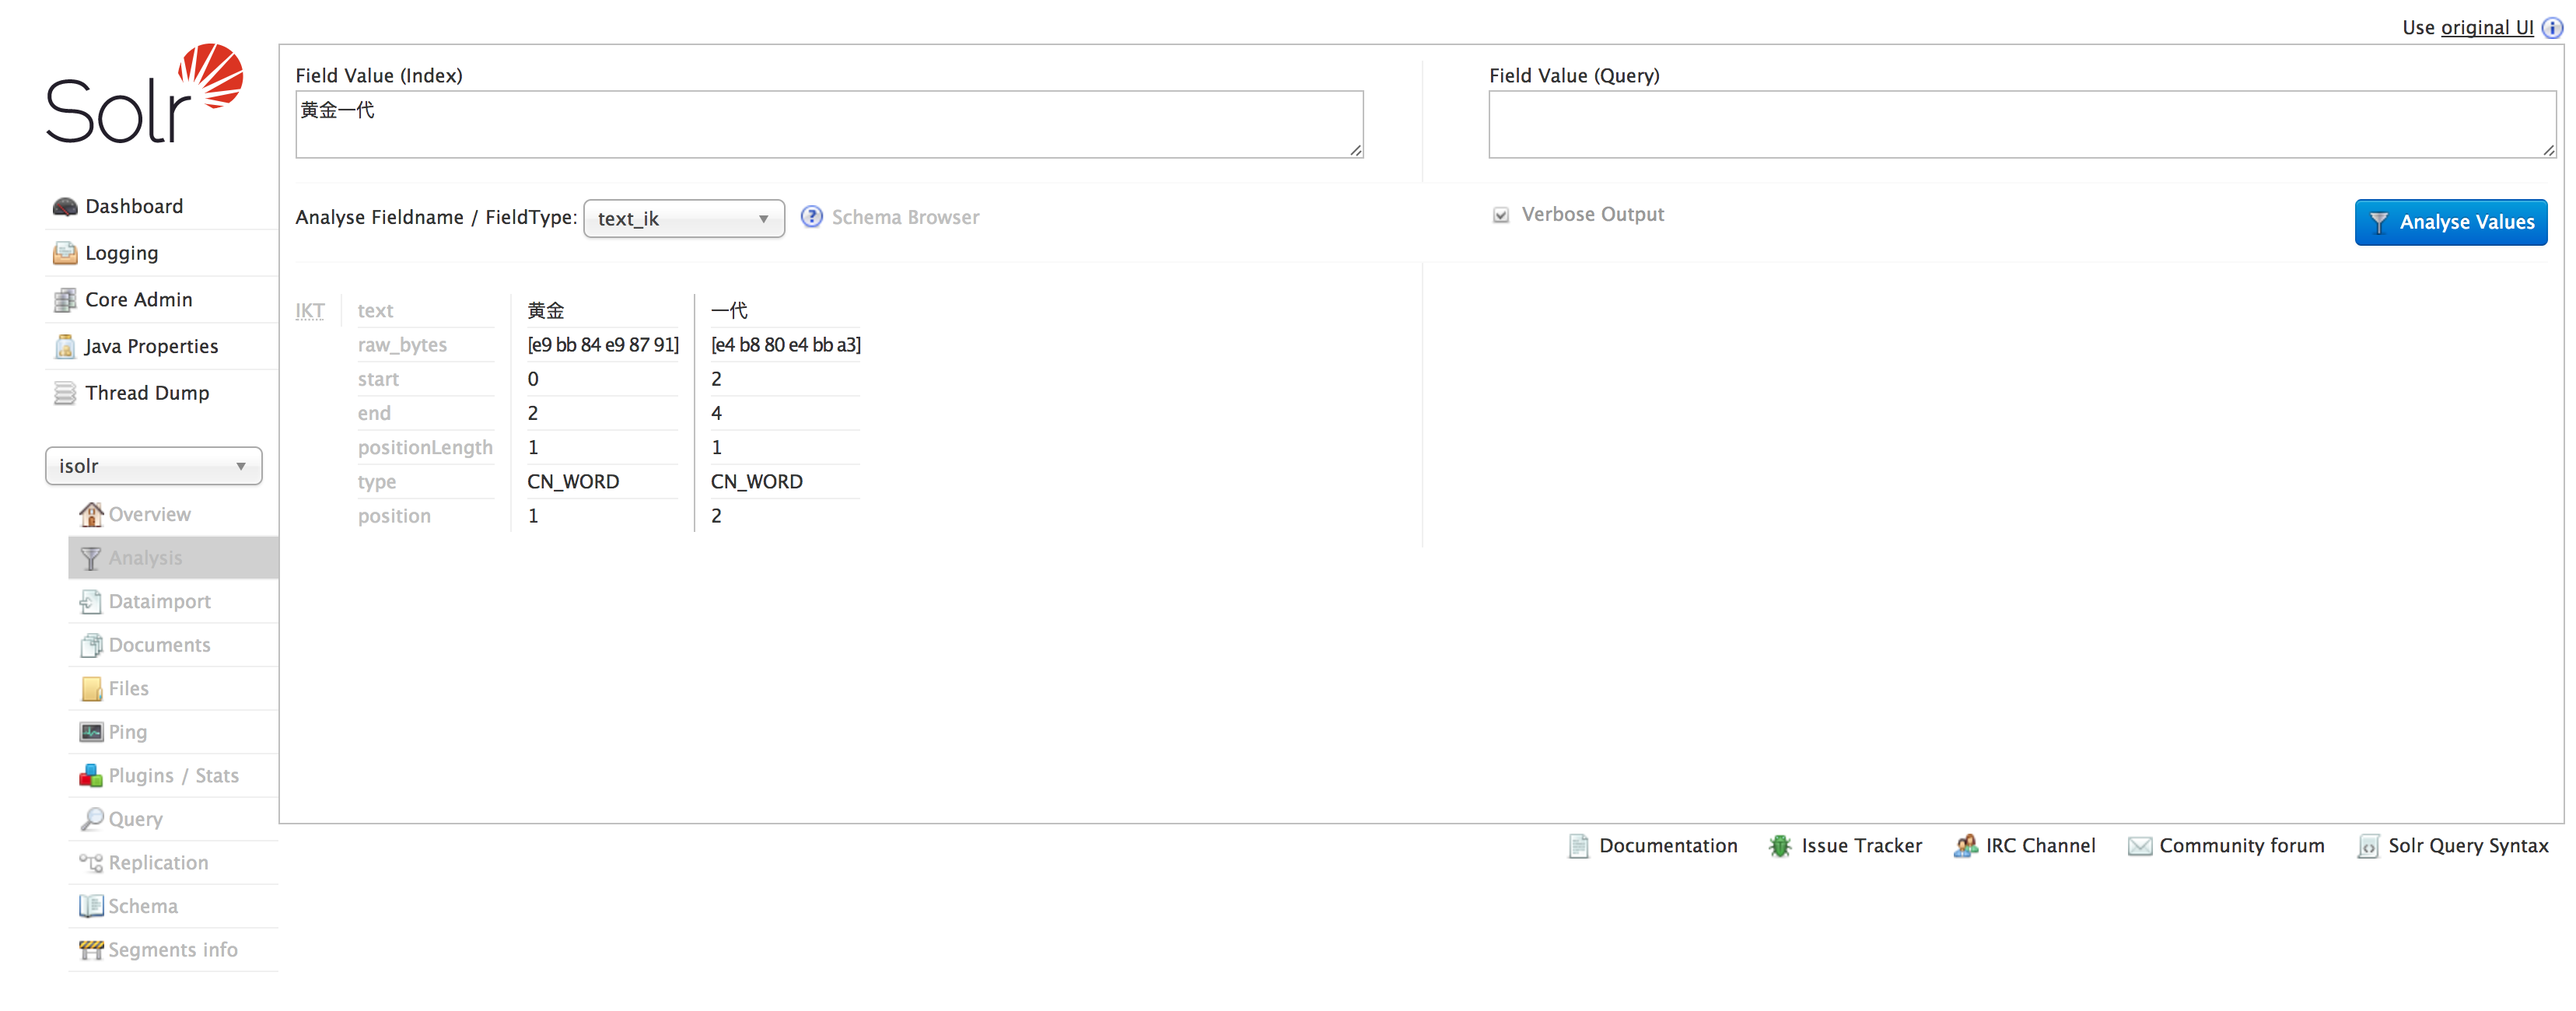 Use original UI
Solr
Dashboard
Logging
Core Admin
Java Properties
Thread Dump
isolr
Overview
Analysis
Dataimport
Documents
Files
Ping
Plugins / Stats
Query
Replication
Schema
Segments info
Field Value (Index)
黄金一代
Field Value (Query)
Analyse Fieldname / FieldType: text_ik Schema Browser
Verbose Output
Analyse Values
IKT text 黄金 一代
raw_bytes [e9 bb 84 e9 87 91] [e4 b8 80 e4 bb a3]
start 0 2
end 2 4
positionLength 1 1
type CN_WORD CN_WORD
position 1 2
Documentation Issue Tracker IRC Channel Community forum Solr Query Syntax